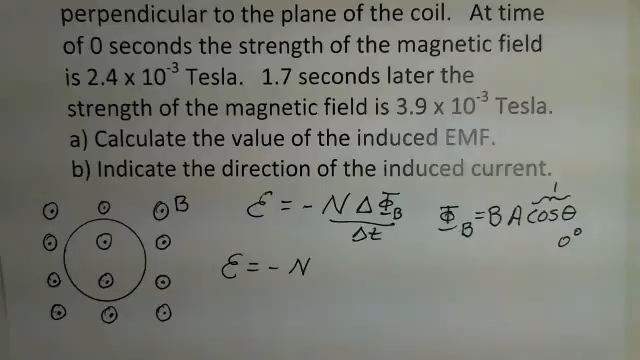 perpendicular to the plane of the coil. At time
of 0 seconds the strength of the magnetic field
is 2.4 x 10⁻³ Tesla. 1.7 seconds later the
strength of the magnetic field is 3.9 x 10⁻³ Tesla.
a) Calculate the value of the induced EMF.
b) Indicate the direction of the induced current.
B
ℰ = - N ΔΦ_B / Δt
Φ_B = B A cosθ
1
0°
ℰ = - N